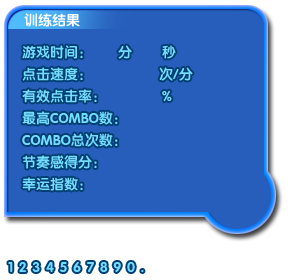 训练结果
游戏时间： 分 秒
点击速度： 次/分
有效点击率： %
最高COMBO数：
COMBO总次数：
节奏感得分：
幸运指数：
1234567890。